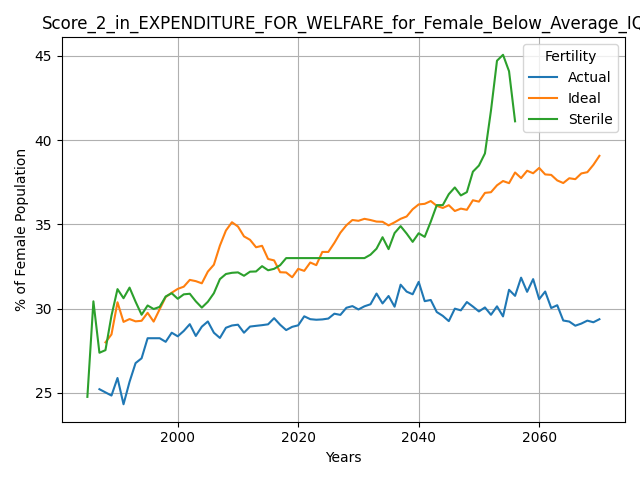 Score_2_in_EXPENDITURE_FOR_WELFARE_for_Female_Below_Average_IQ
Fertility
Actual
Ideal
Sterile
% of Female Population
45
40
35
30
25
2000 2020 2040 2060
Years